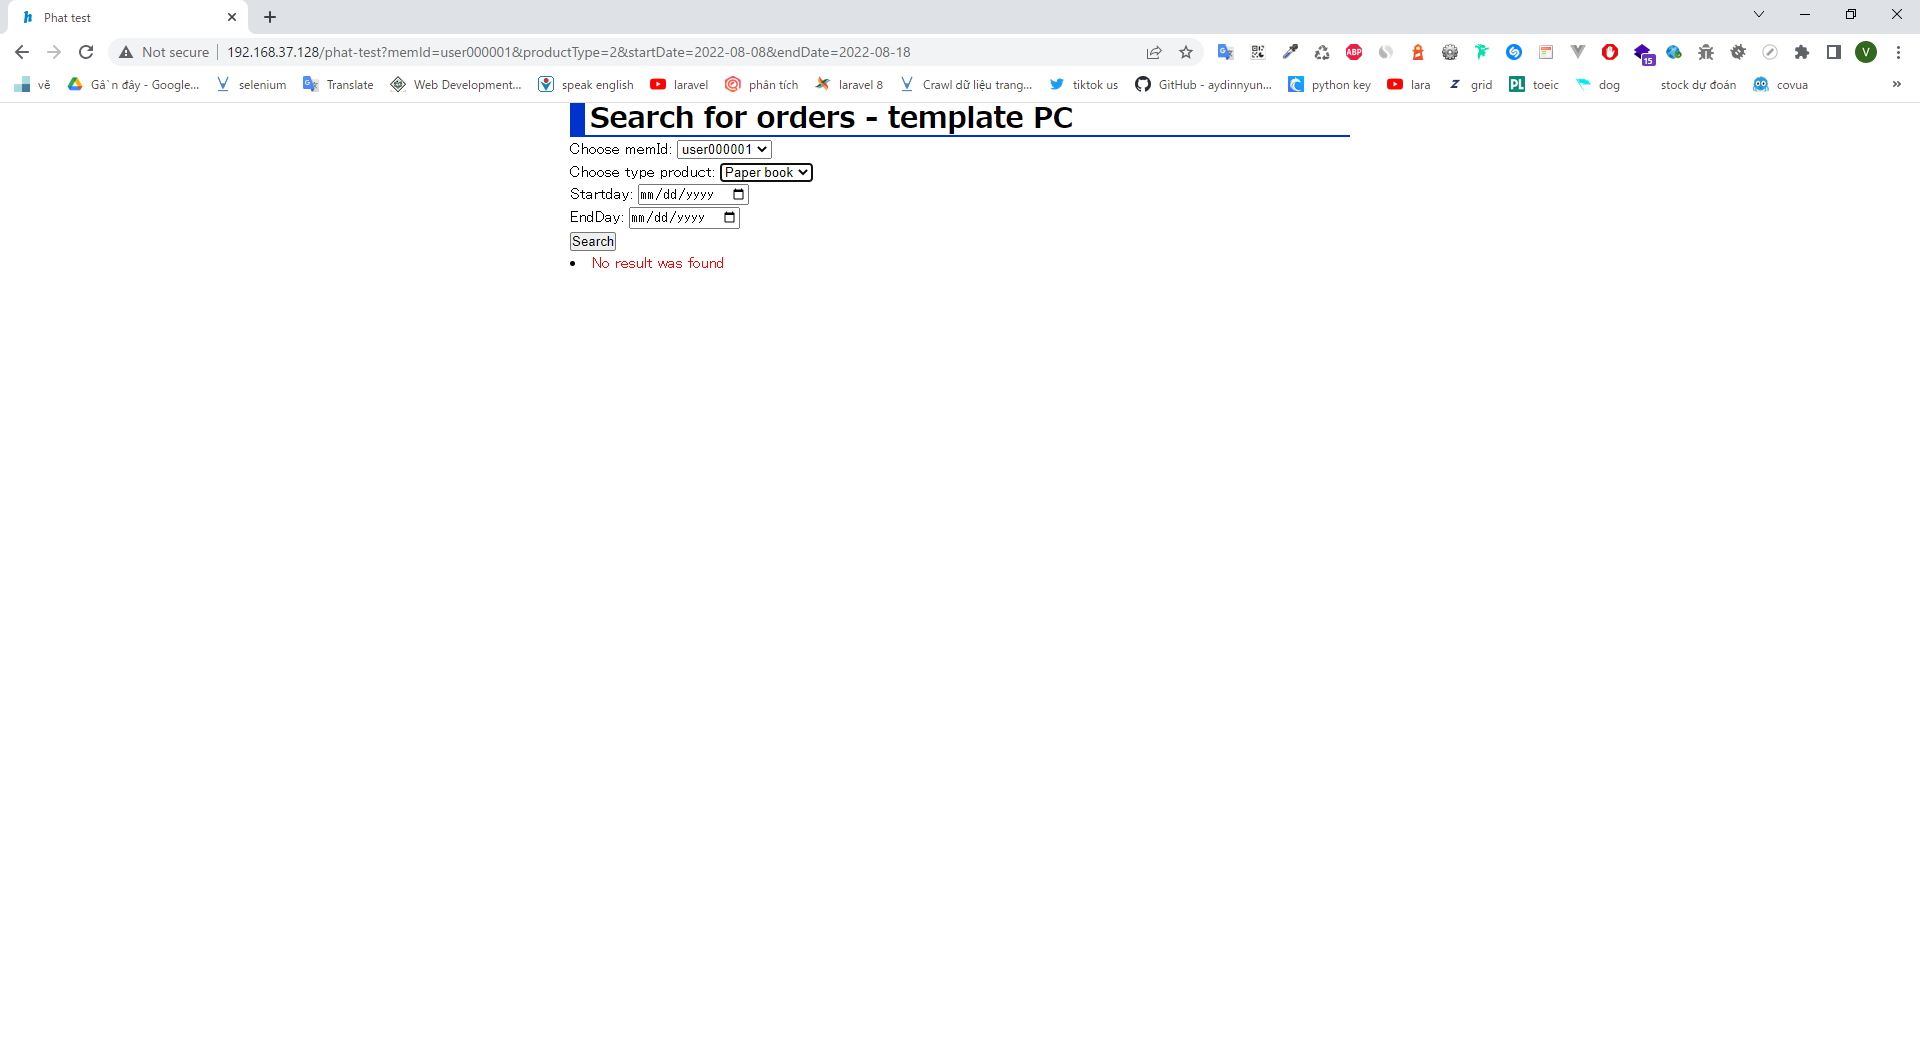 Phat test
Not secure 192.168.37.128/phat-test?memId=user000001&productType=2&startDate=2022-08-08&endDate=2022-08-18
ABP 15 V
vẽ Gần đây - Google... selenium Translate Web Development... speak english laravel phân tích laravel 8 Crawl dữ liệu trang... tiktok us GitHub - aydinnyun... python key lara grid PL toeic dog stock dự đoán covua »
Search for orders - template PC
Choose memId: user000001
Choose type product: Paper book
Startday: mm/dd/yyyy
EndDay: mm/dd/yyyy
Search
No result was found